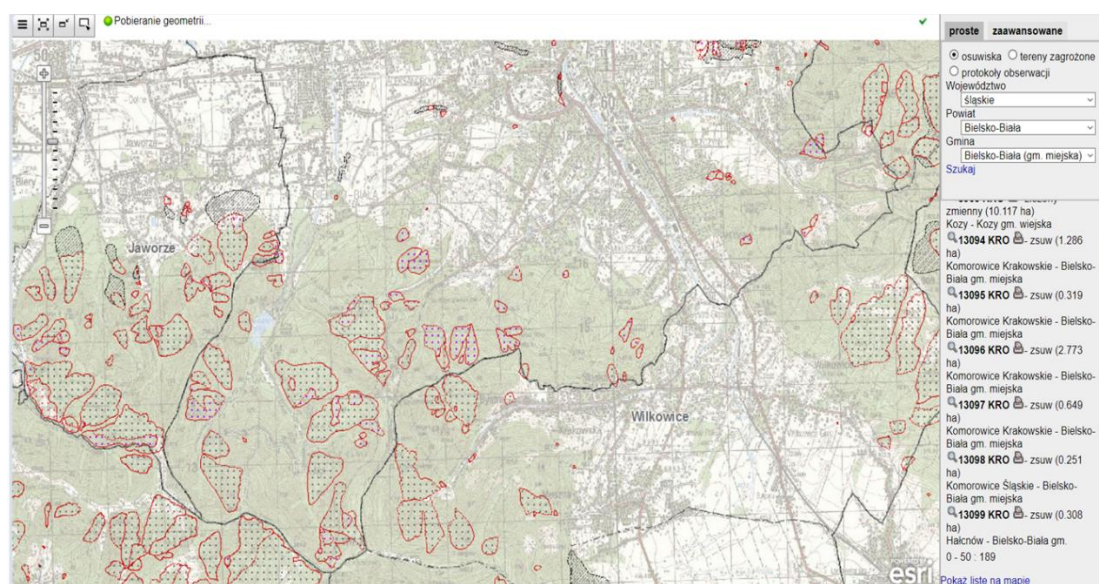 Pobieranie geometrii...
Jaworze
Wilkowice
esri
proste zaawansowane
osuwiska tereny zagrożone
protokoły obserwacji
Województwo
śląskie
Powiat
Bielsko-Biała
Gmina
Bielsko-Biała (gm. miejska)
Szukaj
zmienny (10.117 ha)
Kozy - Kozy gm. wiejska
13094 KRO - zsuw (1.286
ha)
Komorowice Krakowskie - Bielsko-
Biała gm. miejska
13095 KRO - zsuw (0.319
ha)
Komorowice Krakowskie - Bielsko-
Biała gm. miejska
13096 KRO - zsuw (2.773
ha)
Komorowice Krakowskie - Bielsko-
Biała gm. miejska
13097 KRO - zsuw (0.649
ha)
Komorowice Krakowskie - Bielsko-
Biała gm. miejska
13098 KRO - zsuw (0.251
ha)
Komorowice Śląskie - Bielsko-
Biała gm. miejska
13099 KRO - zsuw (0.308
ha)
Hałcnów - Bielsko-Biała gm.
0 - 50 : 189
Pokaż listę na mapie